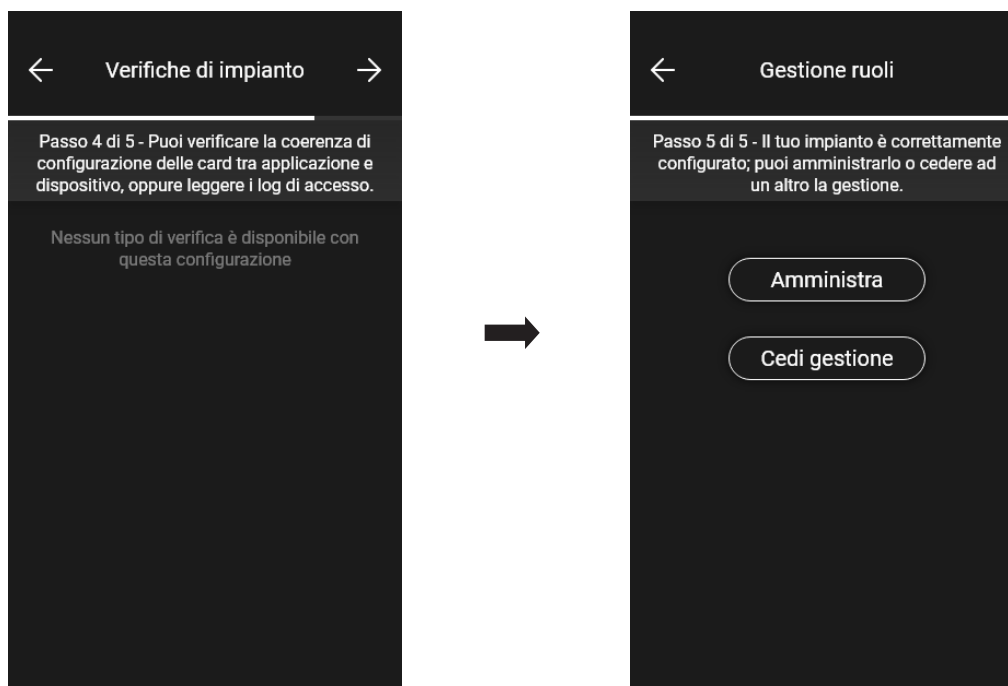 Verifiche di impianto
Passo 4 di 5 - Puoi verificare la coerenza di
configurazione delle card tra applicazione e
dispositivo, oppure leggere i log di accesso.
Nessun tipo di verifica è disponibile con
questa configurazione
Gestione ruoli
Passo 5 di 5 - Il tuo impianto è correttamente
configurato; puoi amministrarlo o cedere ad
un altro la gestione.
Amministra
Cedi gestione